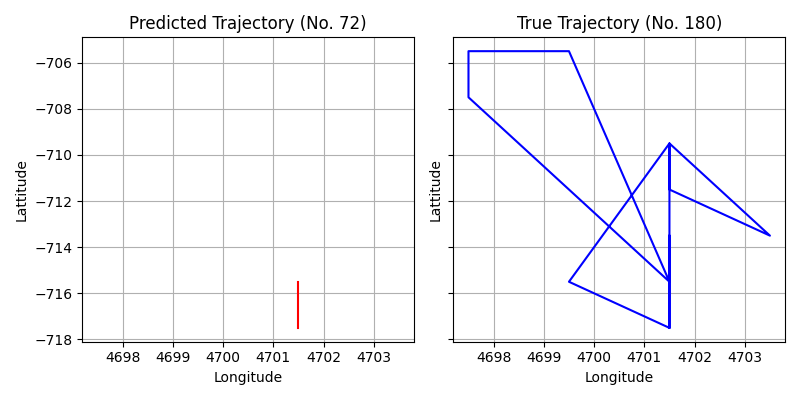 Predicted Trajectory (No. 72)
True Trajectory (No. 180)
Lattitude
−706
−708
−710
−712
−714
−716
−718
4698 4699 4700 4701 4702 4703
Longitude
Lattitude
4698 4699 4700 4701 4702 4703
Longitude